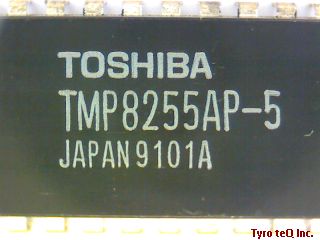 TOSHIBA
TMP8255AP-5
JAPAN 9101A
Tyro teQ Inc.